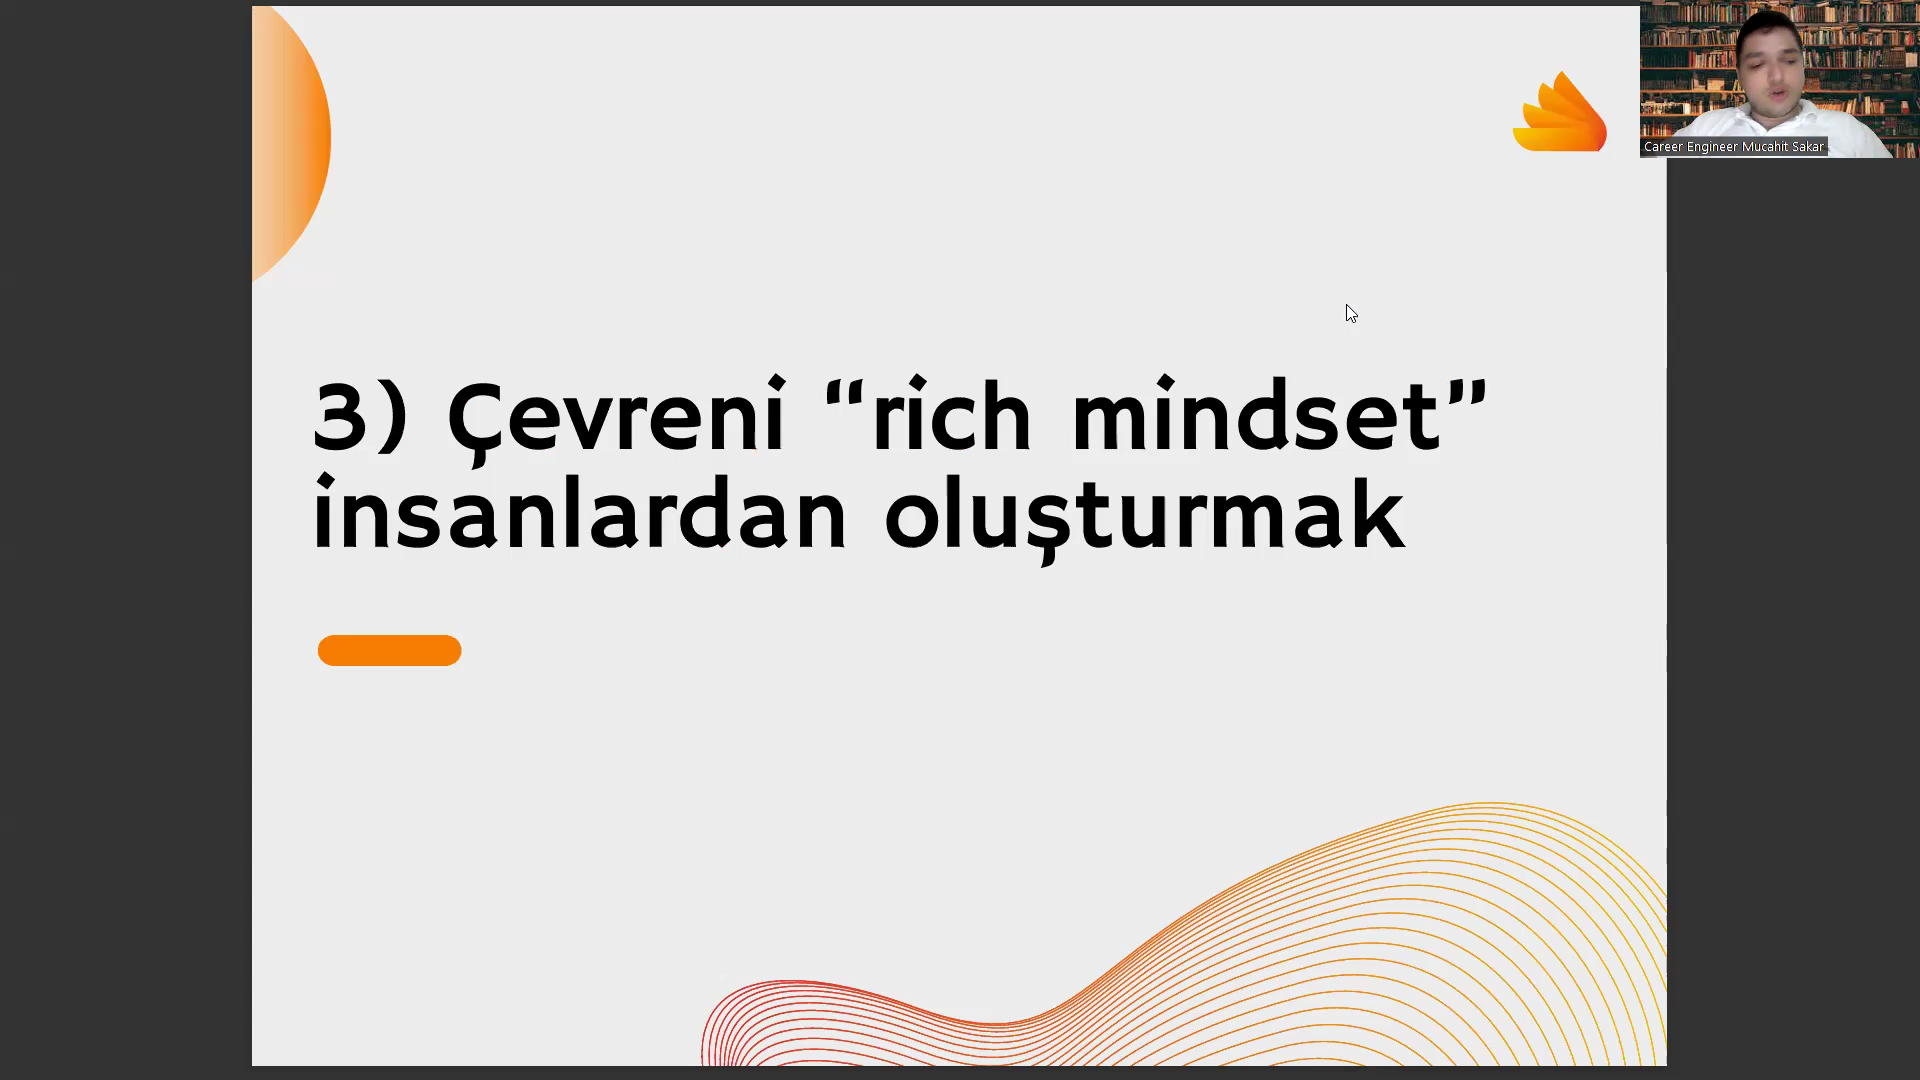 Career Engineer Mucahit Sakar
3) Çevreni “rich mindset”
insanlardan oluşturmak